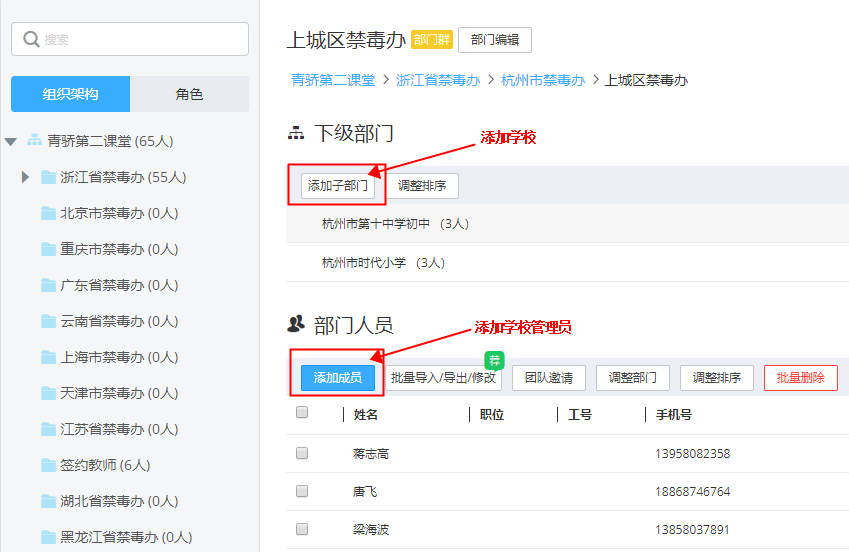 搜索
组织架构 角色
青骄第二课堂 (65人)
浙江省禁毒办 (55人)
北京市禁毒办 (0人)
重庆市禁毒办 (0人)
广东省禁毒办 (0人)
云南省禁毒办 (0人)
上海市禁毒办 (0人)
天津市禁毒办 (0人)
江苏省禁毒办 (0人)
签约教师 (6人)
湖北省禁毒办 (0人)
黑龙江省禁毒办 (0人)
上城区禁毒办 部门群 部门编辑
青骄第二课堂 > 浙江省禁毒办 > 杭州市禁毒办 > 上城区禁毒办
下级部门
添加学校
添加子部门 调整排序
杭州市第十中学初中 (3人)
杭州市时代小学 (3人)
部门人员
添加学校管理员
荐
添加成员 批量导入/导出/修改 团队邀请 调整部门 调整排序 批量删除
姓名 职位 工号 手机号
蒋志高 13958082358
唐飞 18868746764
梁海波 13858037891